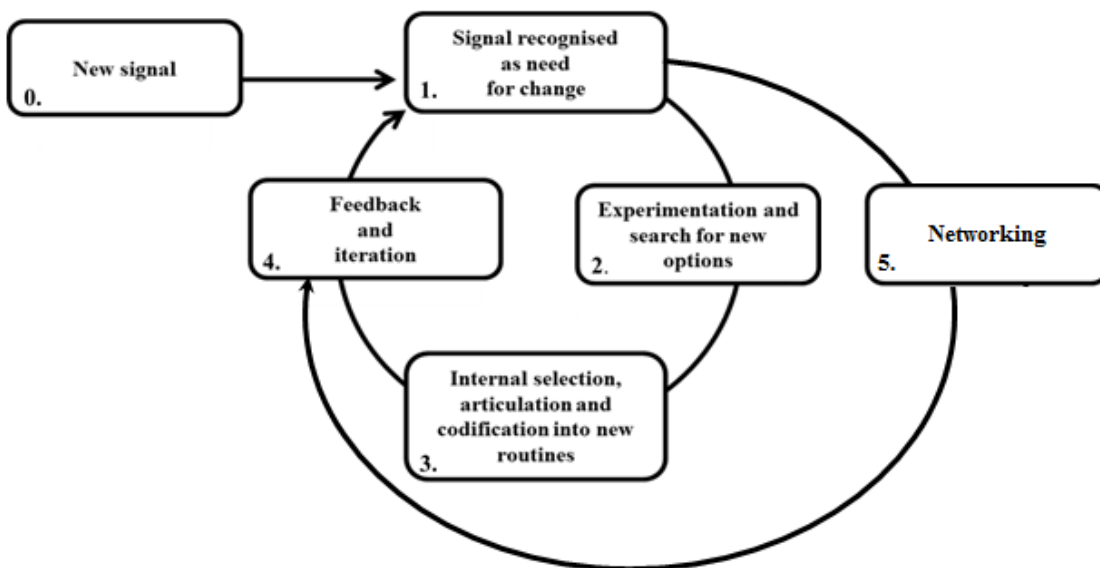 New signal
0.
Signal recognised
as need
for change
1.
Experimentation and
search for new
options
2.
Internal selection,
articulation and
codification into new
routines
3.
Feedback
and
iteration
4.
Networking
5.